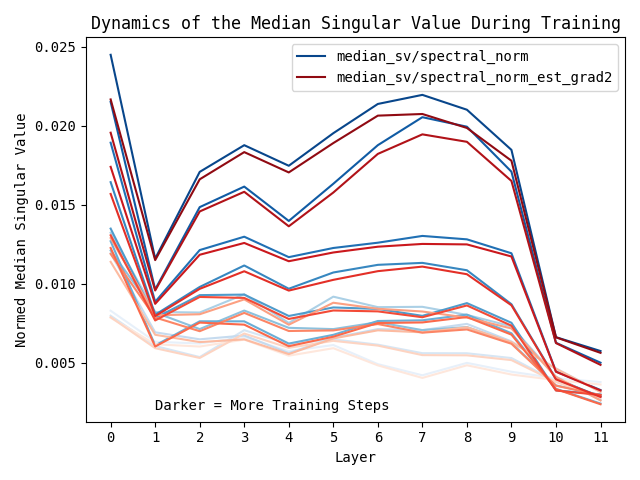 Dynamics of the Median Singular Value During Training
median_sv/spectral_norm
median_sv/spectral_norm_est_grad2
Normed Median Singular Value
0.025
0.020
0.015
0.010
0.005
Darker = More Training Steps
0 1 2 3 4 5 6 7 8 9 10 11
Layer